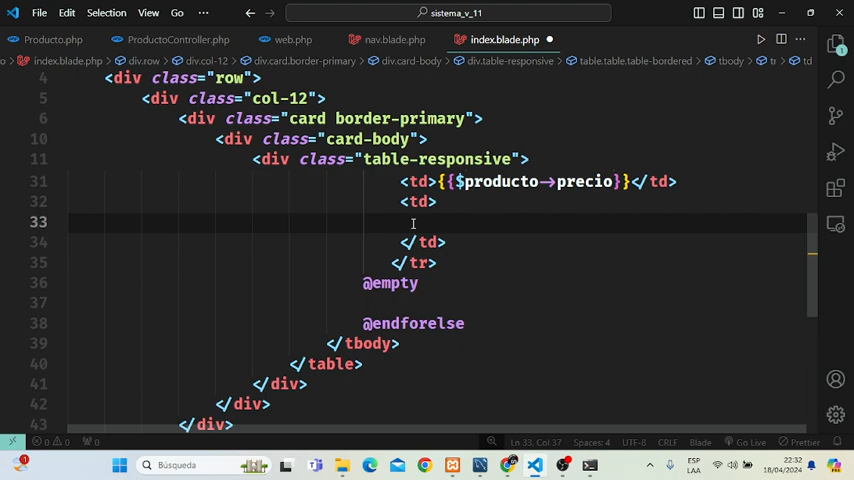 File Edit Selection View Go ··· sistema_v_11
Producto.php ProductoController.php web.php nav.blade.php index.blade.php
index.blade.php > div.row > div.col-12 > div.card.border-primary > div.card-body > div.table-responsive > table.table.table-bordered > tbody > tr > td
4 <div class="row">
5 <div class="col-12">
6 <div class="card border-primary">
10 <div class="card-body">
11 <div class="table-responsive">
31 <td>{{$producto->precio}}</td>
32 <td>
33
34 </td>
35 </tr>
36 @empty
37
38 @endforelse
39 </tbody>
40 </table>
41 </div>
42 </div>
43 </div>
0 0 0 Ln 33, Col 37 Spaces: 4 UTF-8 CRLF Blade Go Live Prettier
Búsqueda ESP LAA 22:32 18/04/2024